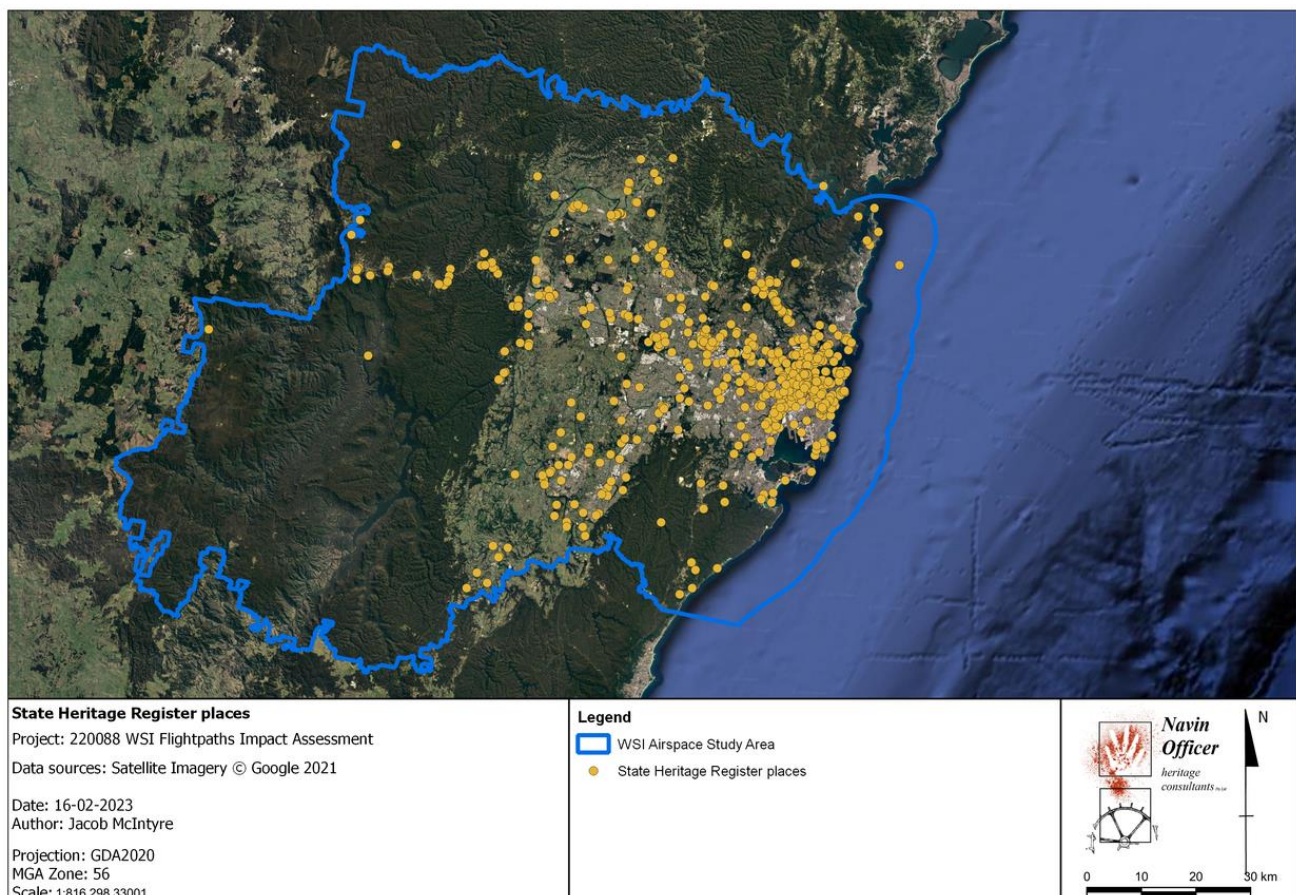 State Heritage Register places
Project: 220088 WSI Flightpaths Impact Assessment
Data sources: Satellite Imagery © Google 2021
Date: 16-02-2023
Author: Jacob McIntyre
Projection: GDA2020
MGA Zone: 56
Scale: 1:816,298.33001
Legend
WSI Airspace Study Area
State Heritage Register places
Navin
Officer
heritage
consultants
N
0 10 20 30 km